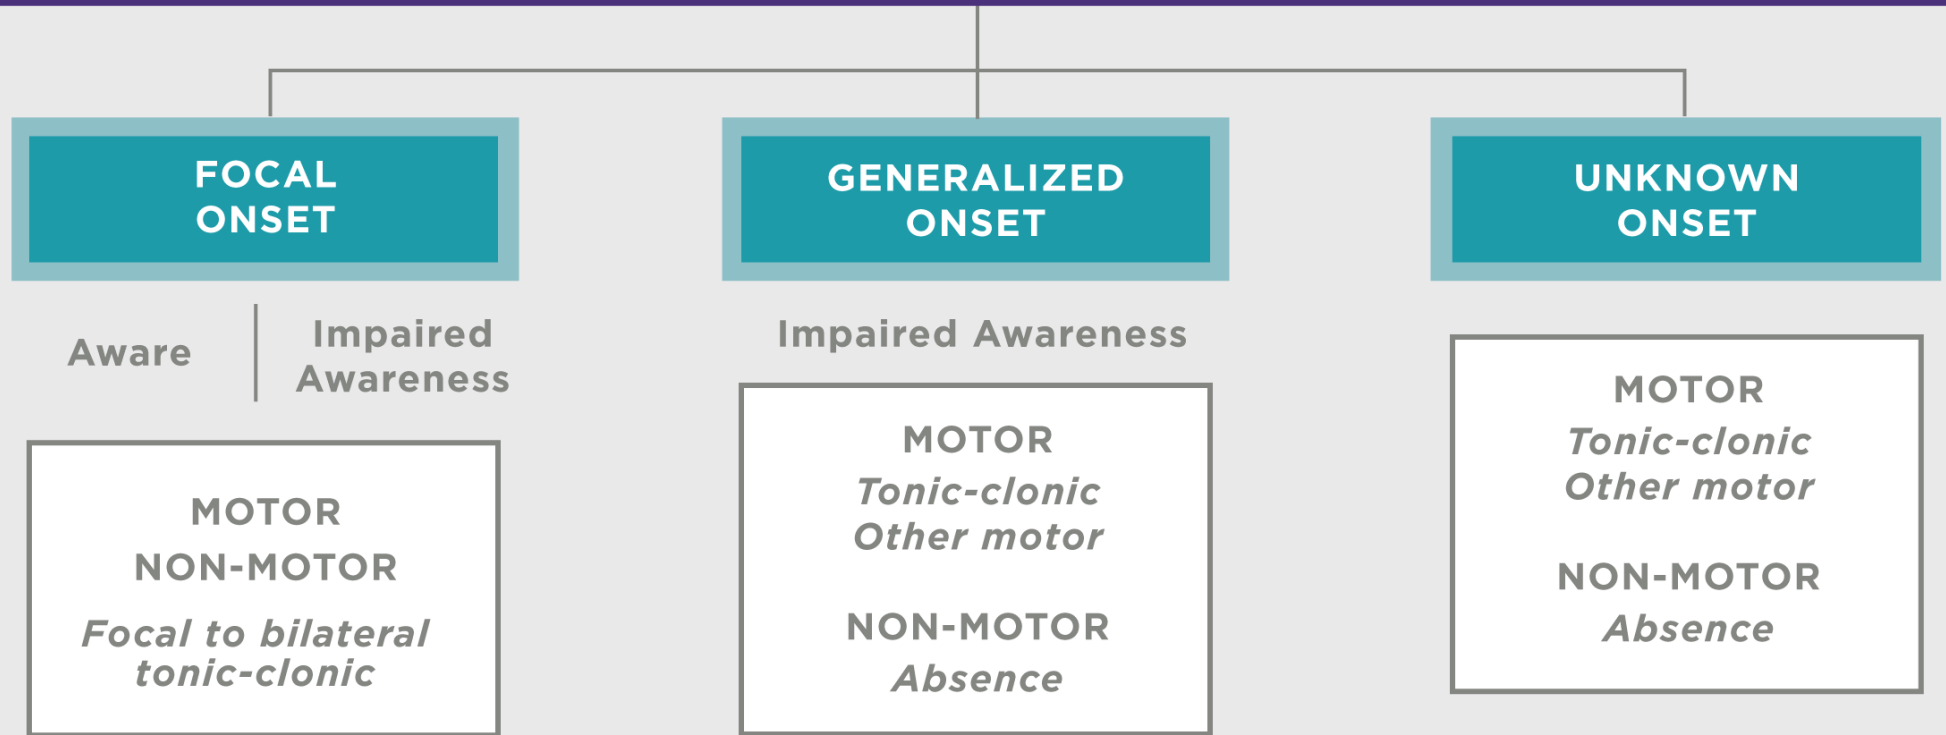 FOCAL
ONSET
Aware
Impaired
Awareness
MOTOR
NON-MOTOR
Focal to bilateral
tonic-clonic
GENERALIZED
ONSET
Impaired Awareness
MOTOR
Tonic-clonic
Other motor
NON-MOTOR
Absence
UNKNOWN
ONSET
MOTOR
Tonic-clonic
Other motor
NON-MOTOR
Absence